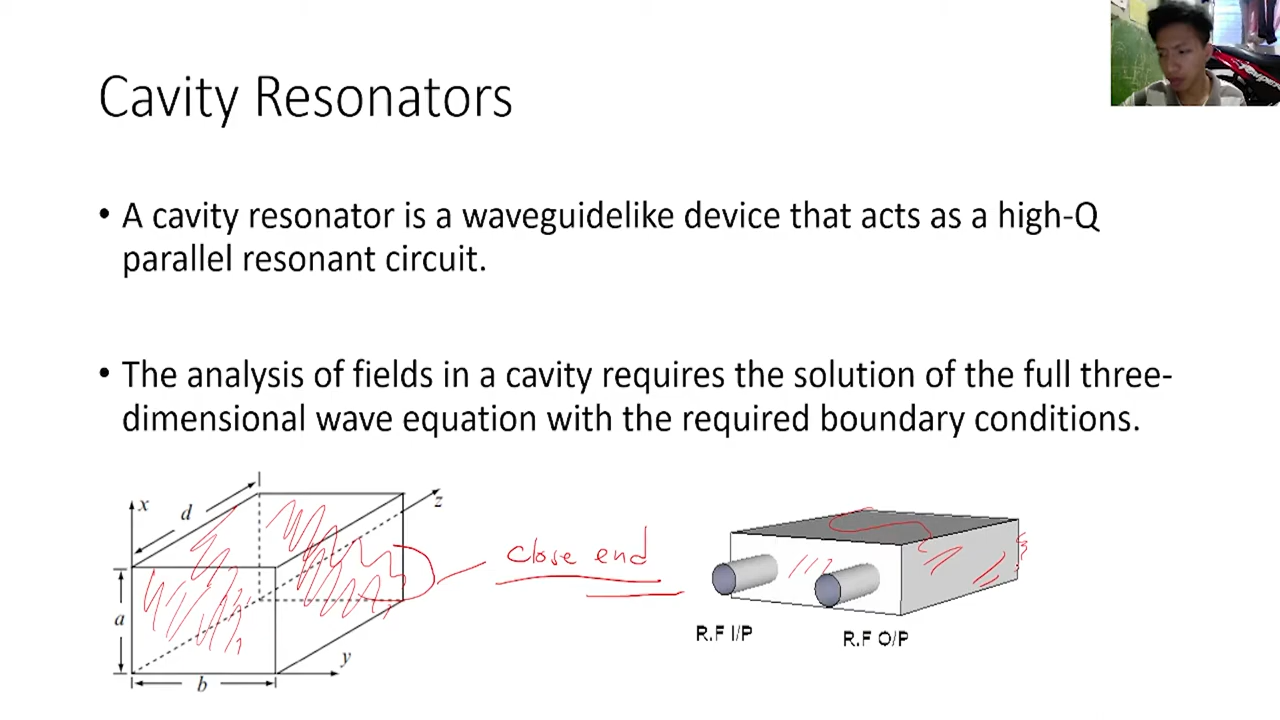 Cavity Resonators
• A cavity resonator is a waveguidelike device that acts as a high-Q
parallel resonant circuit.
• The analysis of fields in a cavity requires the solution of the full three-
dimensional wave equation with the required boundary conditions.
x
d
z
a
b
y
close end
R.F I/P
R.F O/P